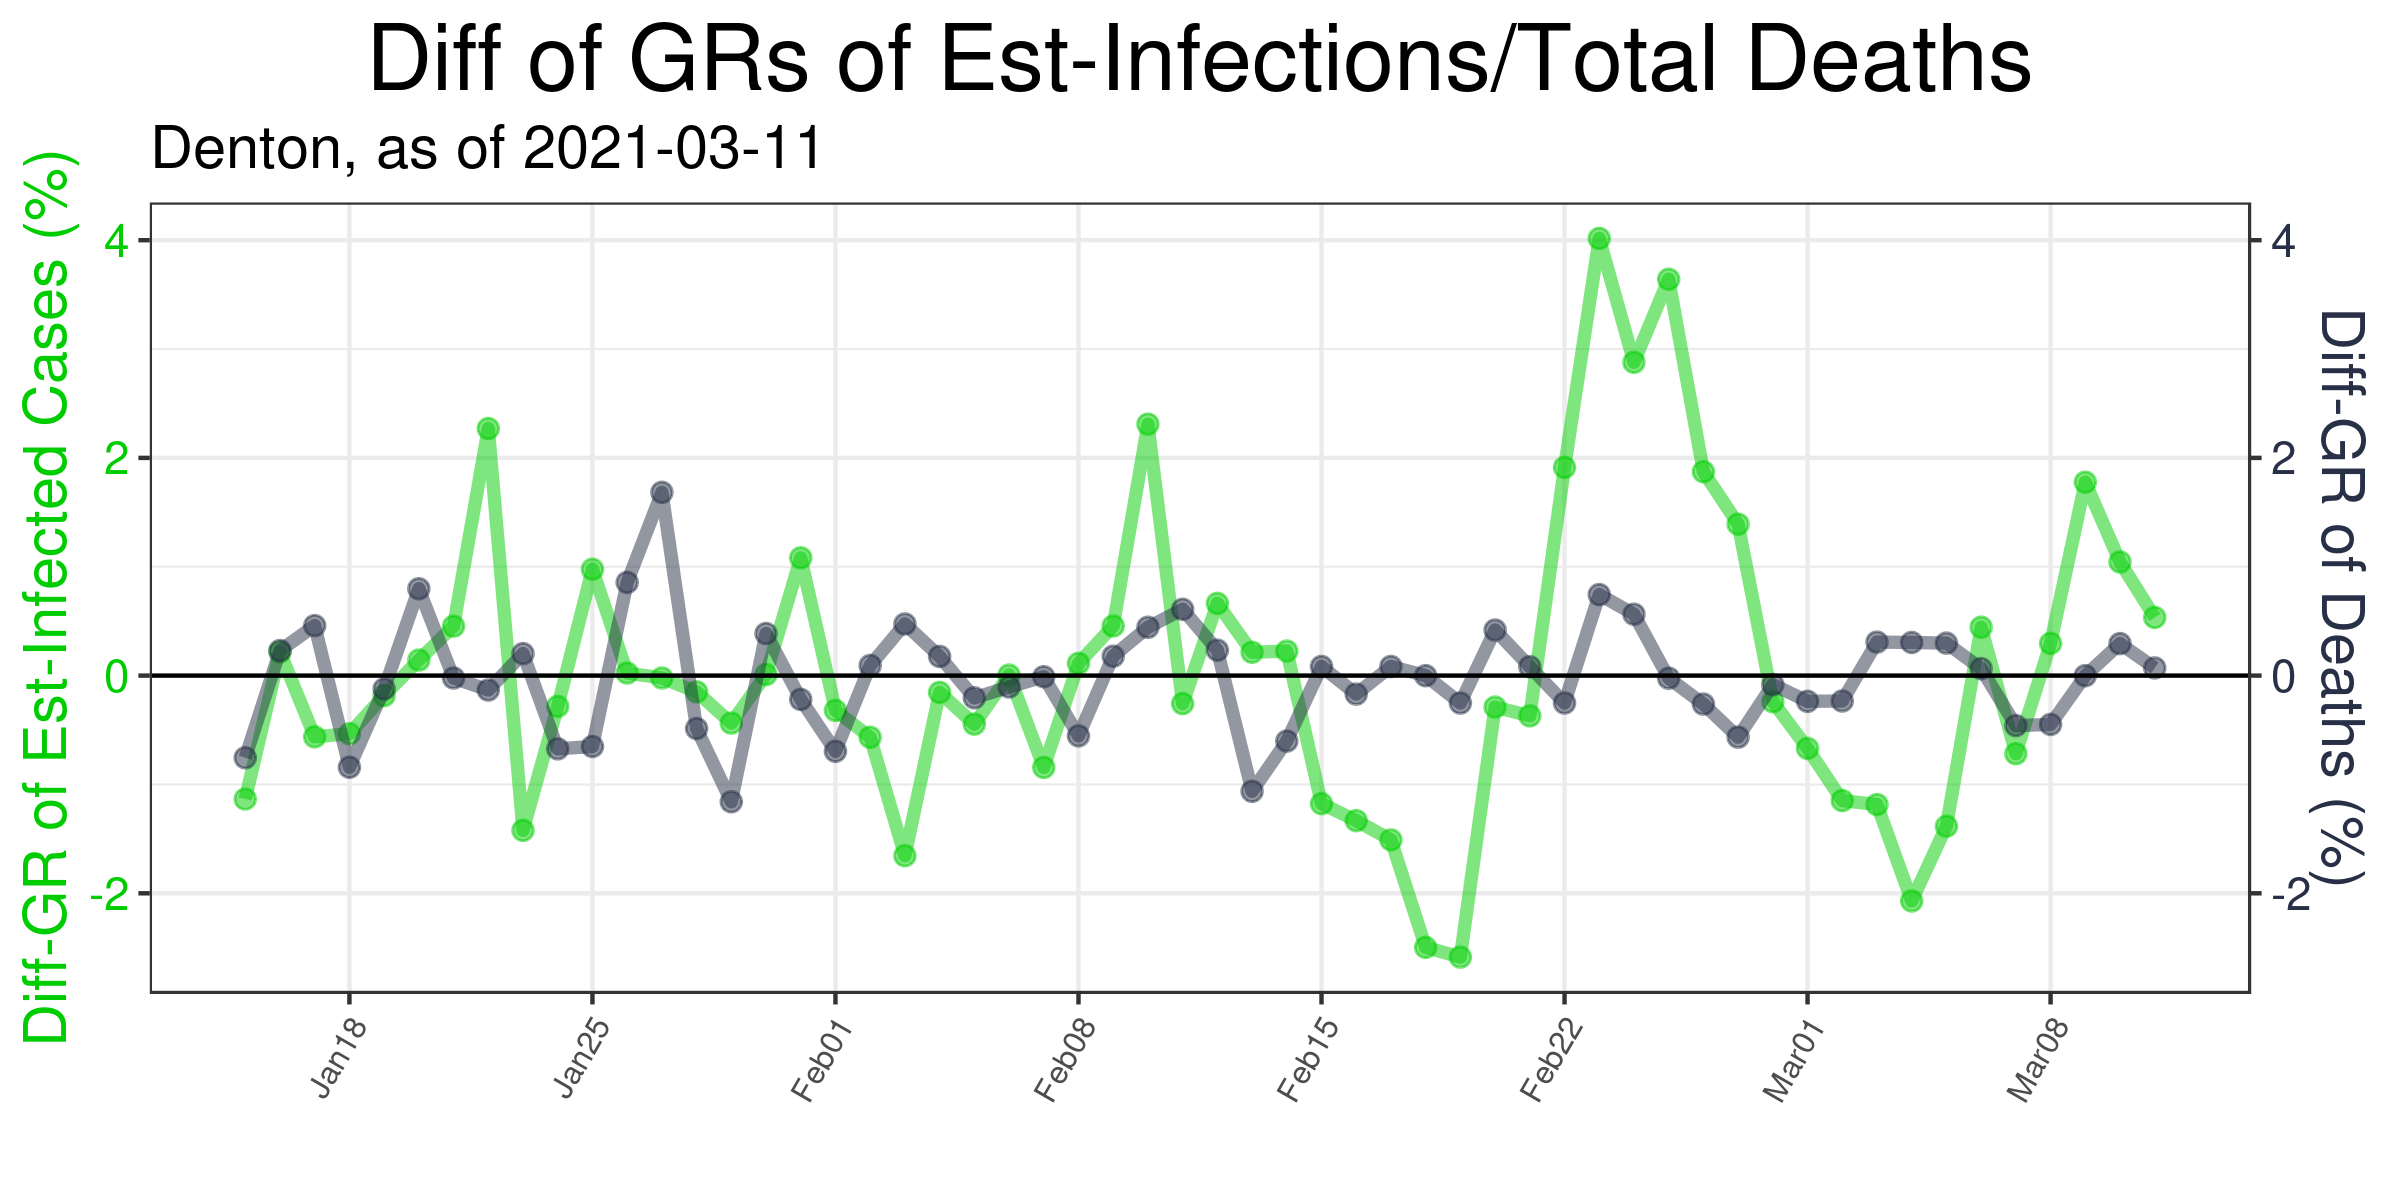 Diff of GRs of Est-Infections/Total Deaths
Denton, as of 2021-03-11
Diff-GR of Est-Infected Cases (%)
4
2
0
-2
4
2
0
-2
Diff-GR of Deaths (%)
Jan18
Jan25
Feb01
Feb08
Feb15
Feb22
Mar01
Mar08